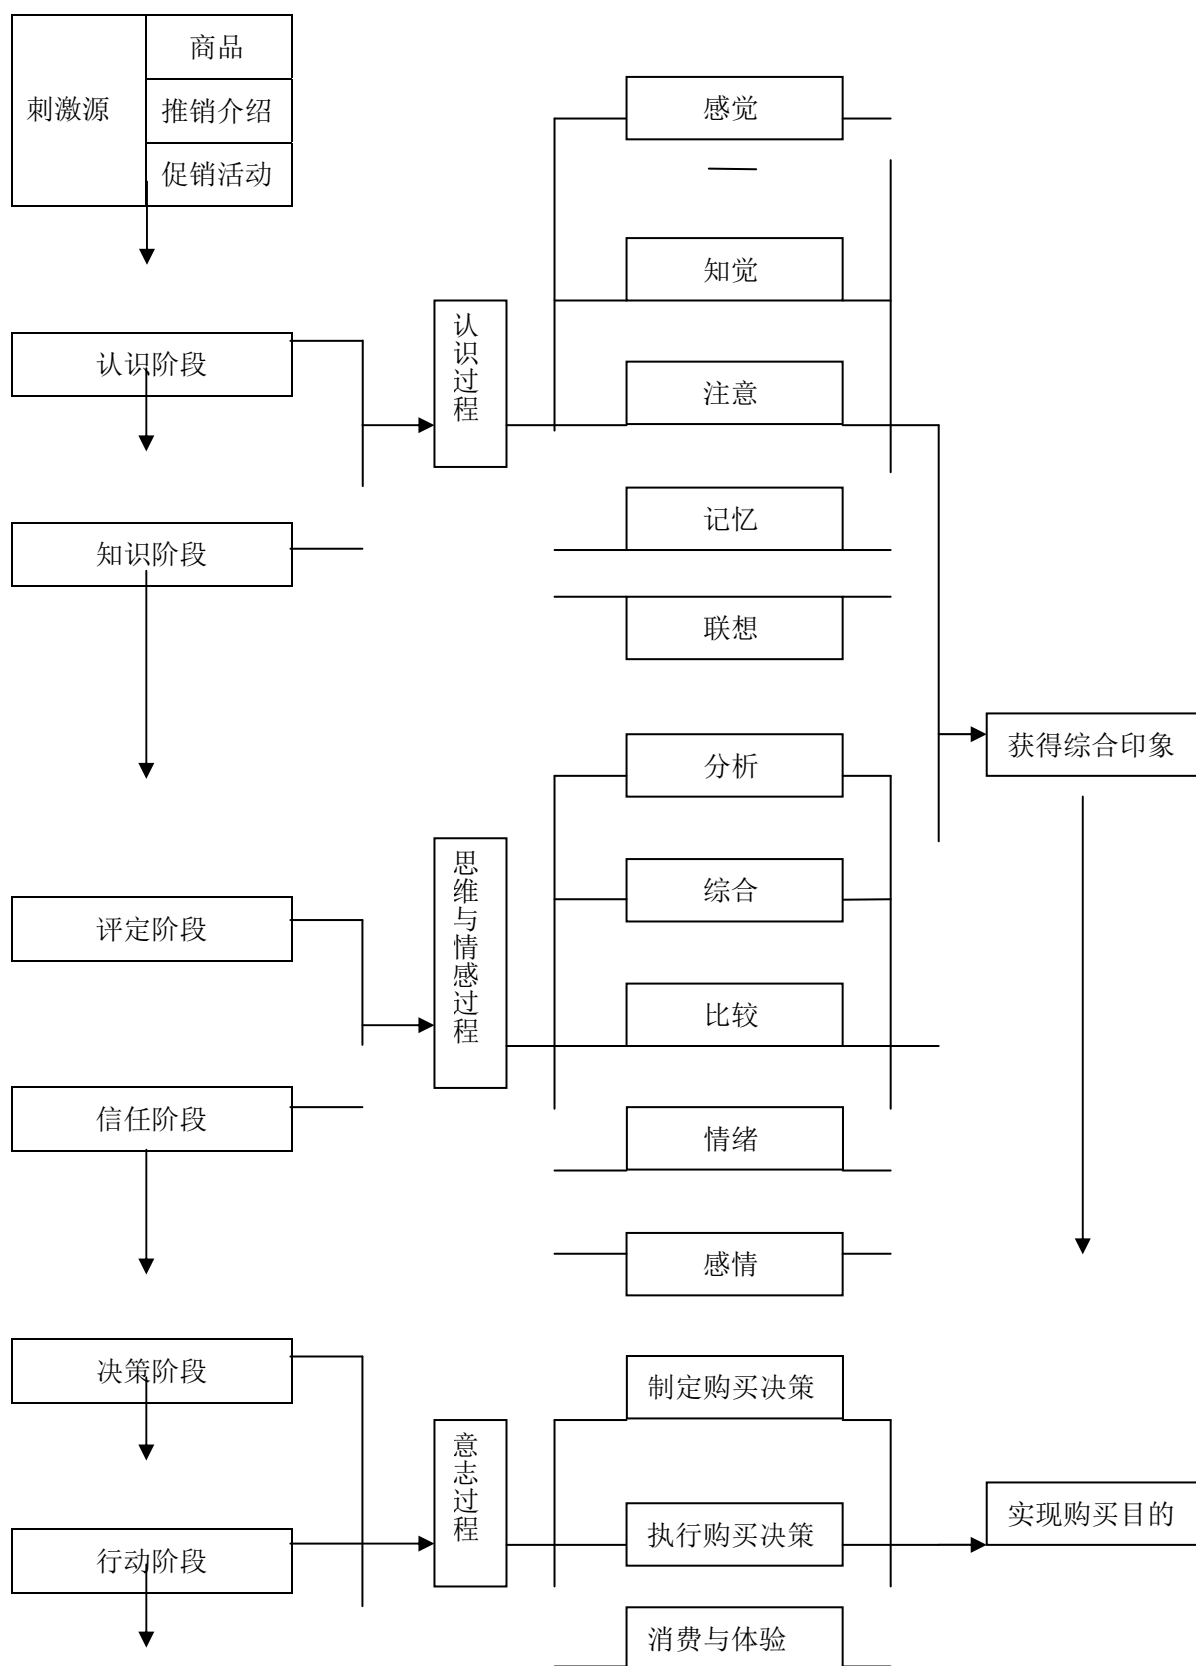 商品
刺激源
推销介绍
促销活动
感觉
知觉
认识过程
认识阶段
注意
记忆
知识阶段
联想
获得综合印象
分析
思维与情感过程
综合
评定阶段
比较
信任阶段
情绪
感情
决策阶段
制定购买决策
意志过程
执行购买决策
实现购买目的
行动阶段
消费与体验